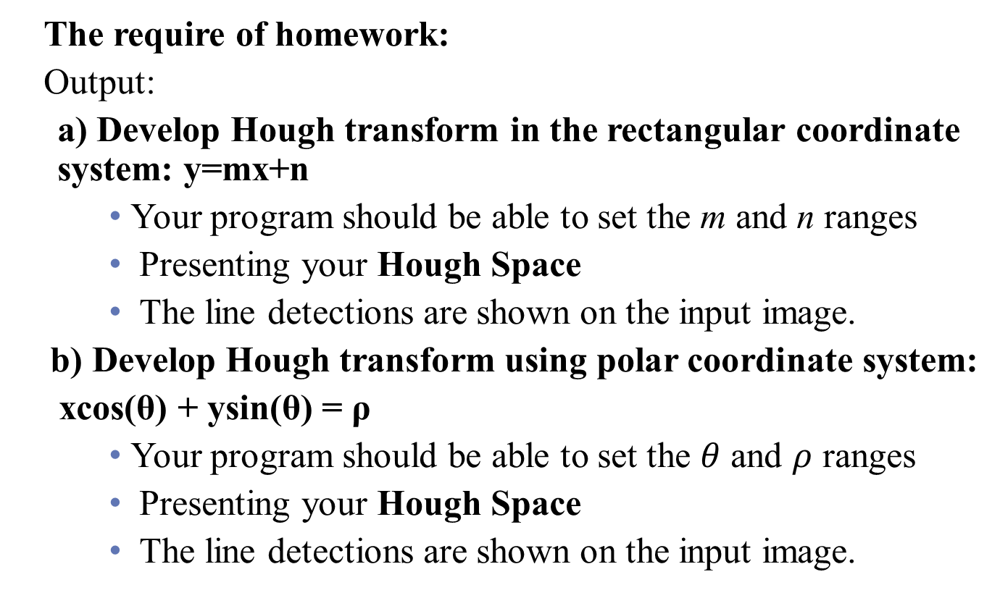 The require of homework:
Output:
a) Develop Hough transform in the rectangular coordinate
system: y=mx+n
• Your program should be able to set the m and n ranges
• Presenting your Hough Space
• The line detections are shown on the input image.
b) Develop Hough transform using polar coordinate system:
xcos(θ) + ysin(θ) = ρ
• Your program should be able to set the θ and ρ ranges
• Presenting your Hough Space
• The line detections are shown on the input image.